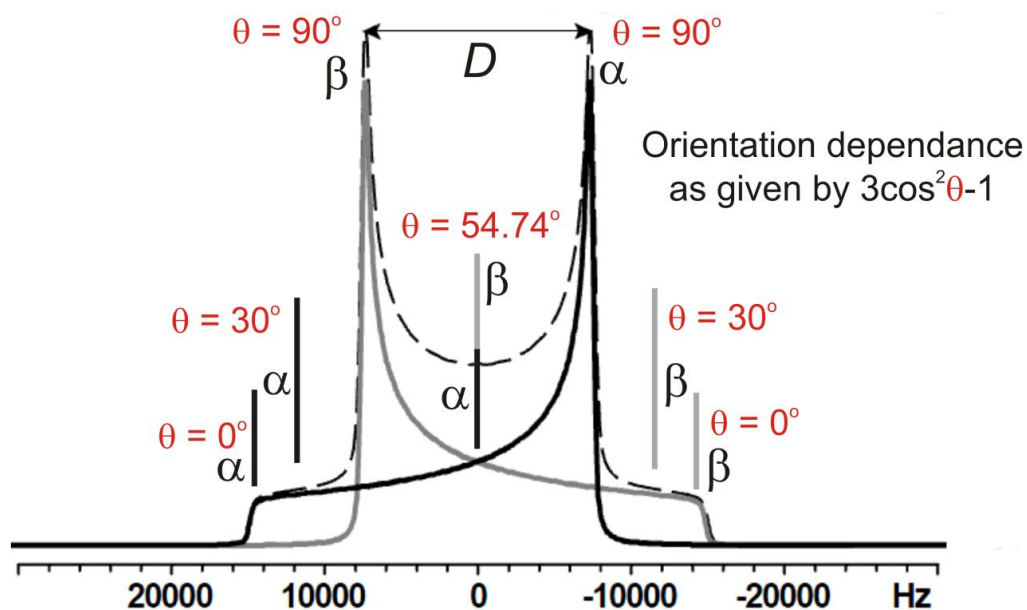 θ = 90°
θ = 90°
D
β
α
Orientation dependance
as given by 3cos²θ-1
θ = 54.74°
β
θ = 30°
θ = 30°
α
α
β
θ = 0°
θ = 0°
α
β
20000 10000 0 -10000 -20000 Hz